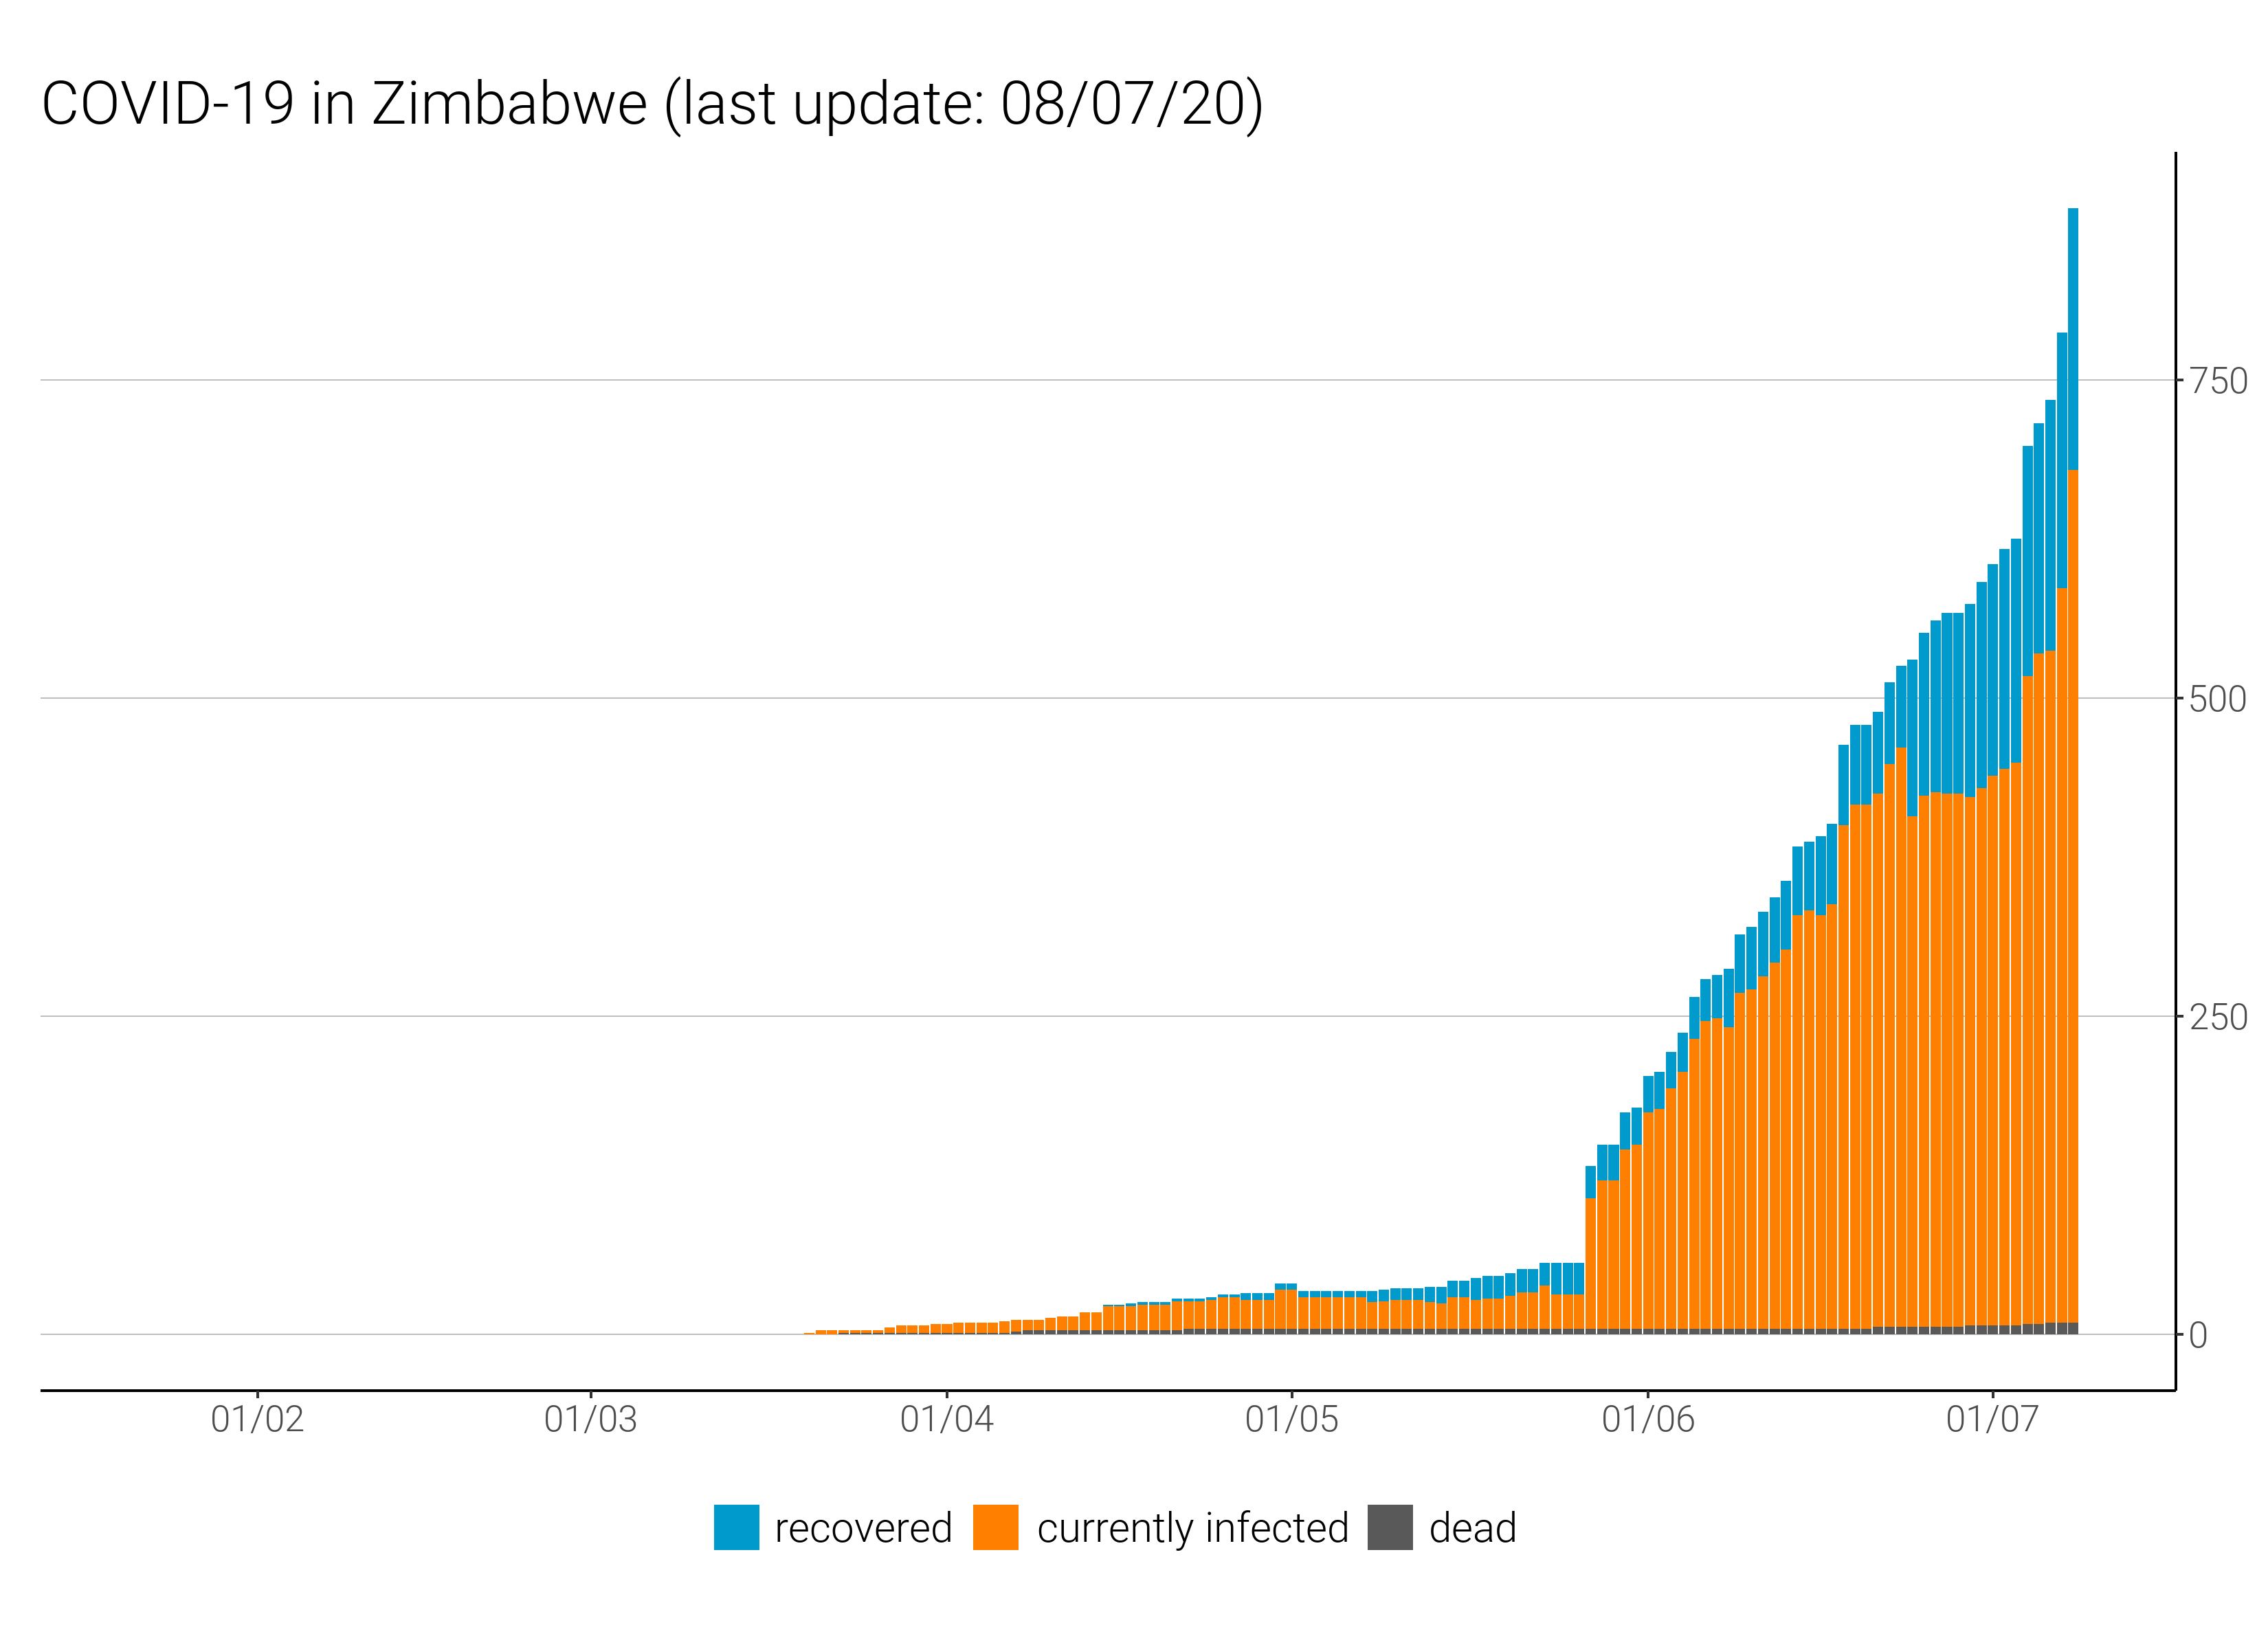 COVID-19 in Zimbabwe (last update: 08/07/20)
750
500
250
0
01/02 01/03 01/04 01/05 01/06 01/07
recovered currently infected dead